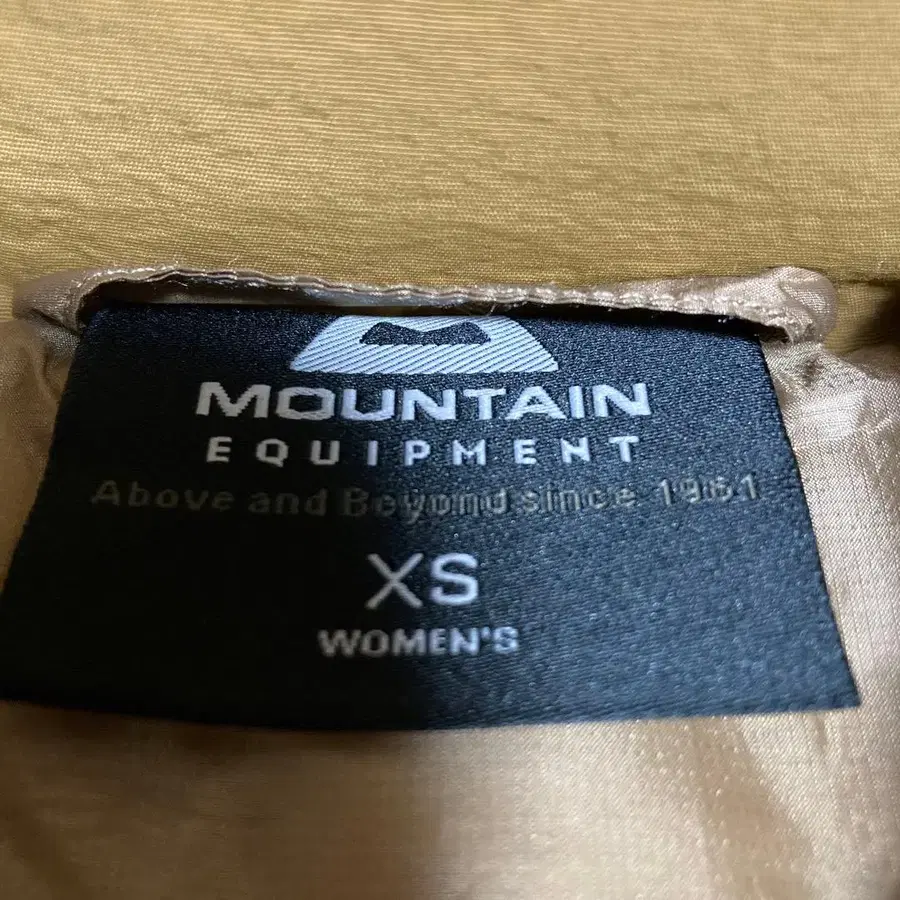 MOUNTAIN
EQUIPMENT
Above and Beyond since 1961
XS
WOMEN'S